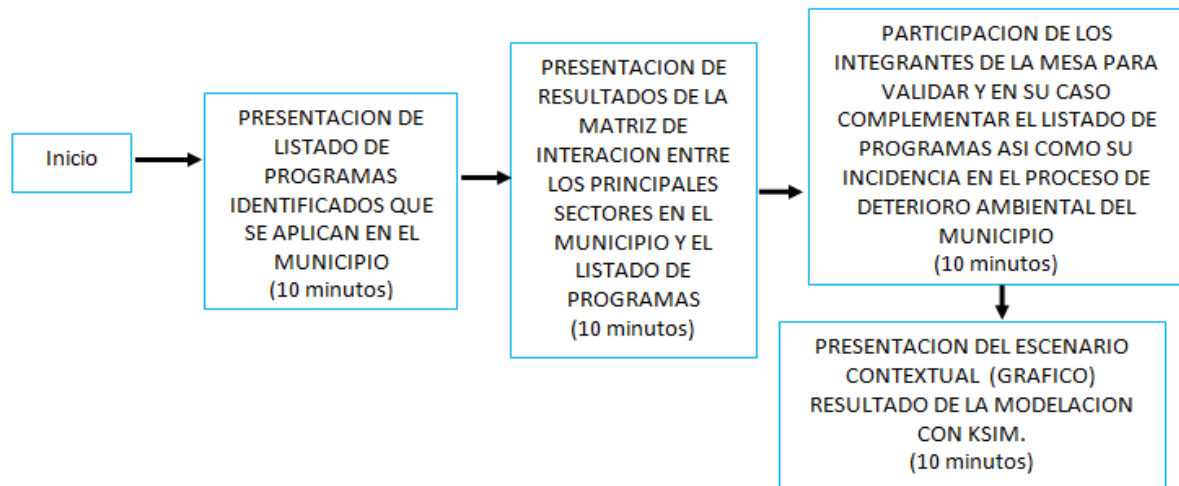 Inicio
PRESENTACION DE
LISTADO DE
PROGRAMAS
IDENTIFICADOS QUE
SE APLICAN EN EL
MUNICIPIO
(10 minutos)
PRESENTACION DE
RESULTADOS DE LA
MATRIZ DE
INTERACION ENTRE
LOS PRINCIPALES
SECTORES EN EL
MUNICIPIO Y EL
LISTADO DE
PROGRAMAS
(10 minutos)
PARTICIPACION DE LOS
INTEGRANTES DE LA MESA PARA
VALIDAR Y EN SU CASO
COMPLEMENTAR EL LISTADO DE
PROGRAMAS ASI COMO SU
INCIDENCIA EN EL PROCESO DE
DETERIORO AMBIENTAL DEL
MUNICIPIO
(10 minutos)
PRESENTACION DEL ESCENARIO
CONTEXTUAL (GRAFICO)
RESULTADO DE LA MODELACION
CON KSIM.
(10 minutos)